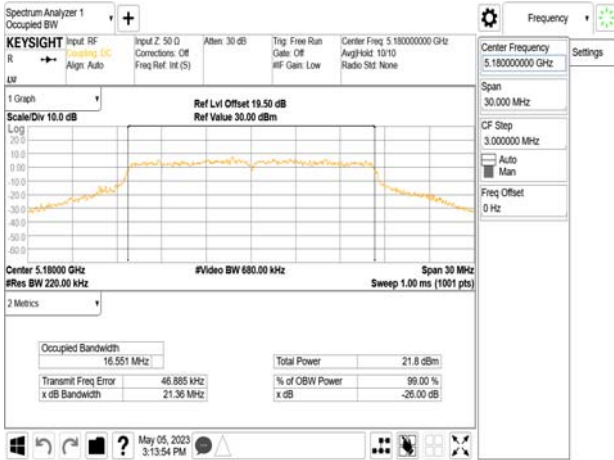 Spectrum Analyzer 1
Occupied BW
Frequency
KEYSIGHT
R
LXI
Input: RF
Coupling: DC
Align: Auto
Input Z: 50 Ω
Corrections: Off
Freq Ref: Int (S)
Atten: 30 dB
Trig: Free Run
Gate: Off
#IF Gain: Low
Center Freq: 5.180000000 GHz
Avg|Hold: 10/10
Radio Std: None
Center Frequency
5.180000000 GHz
Settings
Span
30.000 MHz
CF Step
3.000000 MHz
Auto
Man
Freq Offset
0 Hz
1 Graph
Scale/Div 10.0 dB
Ref Lvl Offset 19.50 dB
Ref Value 30.00 dBm
Log
20.0
10.0
0.00
-10.0
-20.0
-30.0
-40.0
-50.0
-60.0
Center 5.18000 GHz
#Res BW 220.00 kHz
#Video BW 680.00 kHz
Span 30 MHz
Sweep 1.00 ms (1001 pts)
2 Metrics
Occupied Bandwidth
16.551 MHz
Total Power 21.8 dBm
Transmit Freq Error 46.885 kHz
% of OBW Power 99.00 %
x dB Bandwidth 21.36 MHz
x dB -26.00 dB
May 05, 2023
3:13:54 PM